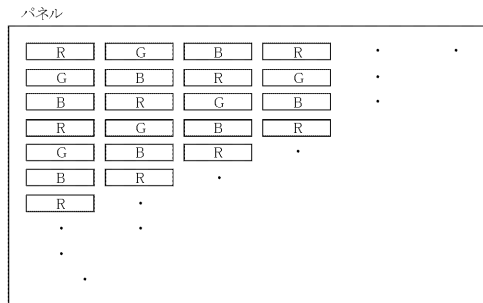 パネル
R G B R ・ ・
G B R G ・
B R G B ・
R G B R
G B R ・
B R ・
R ・
・ ・
・
・